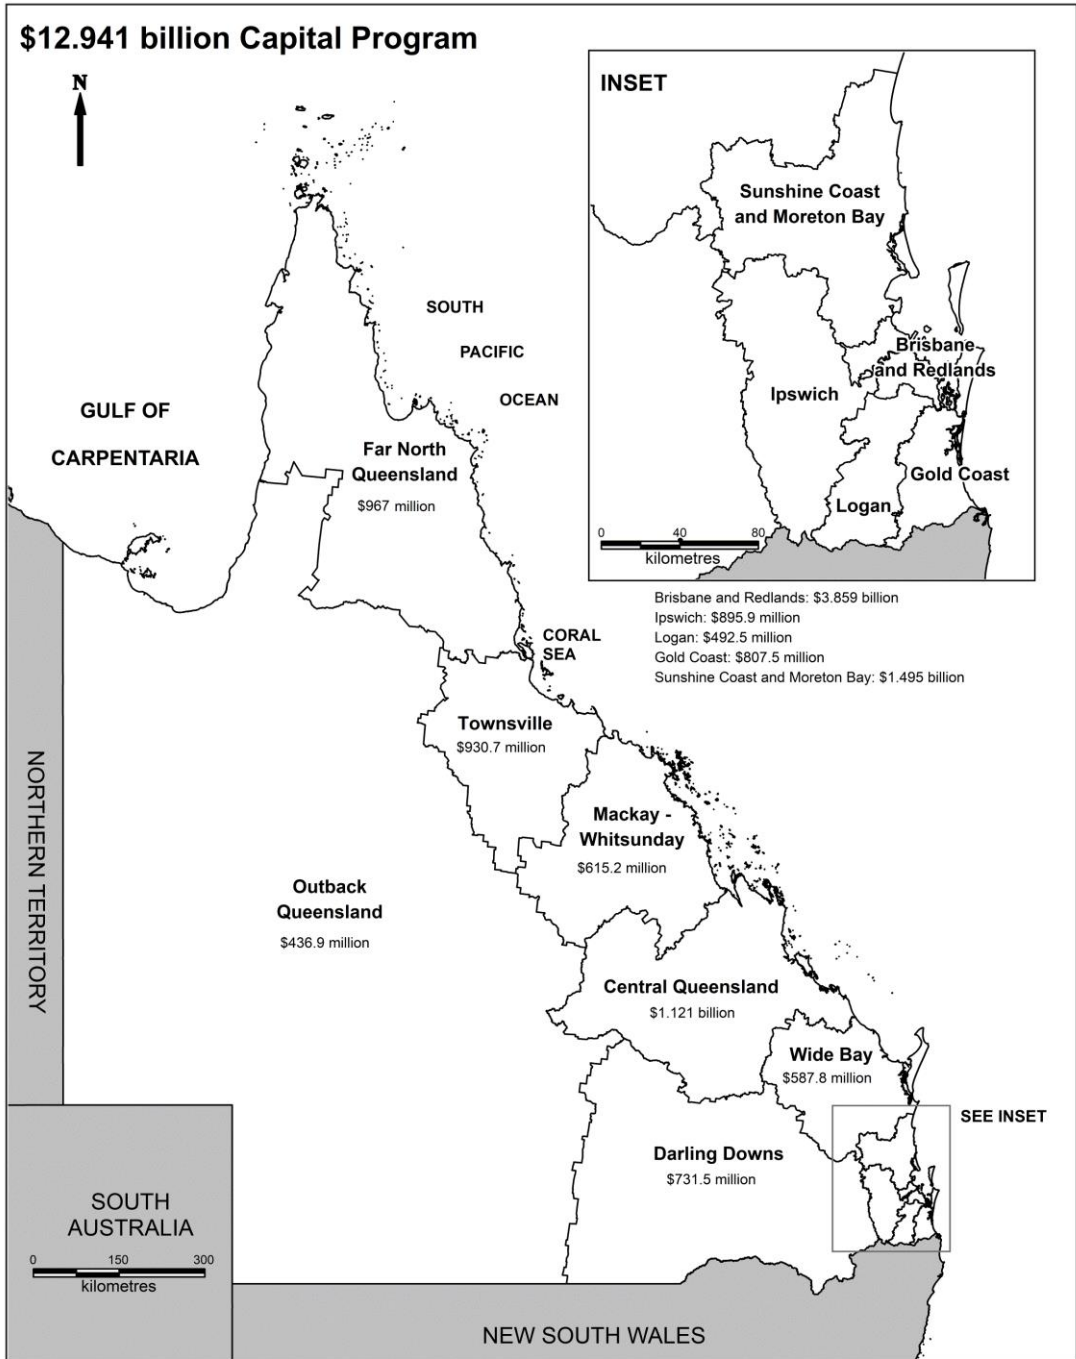 $12.941 billion Capital Program
N
INSET
Sunshine Coast
and Moreton Bay
Brisbane
and Redlands
Ipswich
Gold Coast
Logan
0 40 80
kilometres
SOUTH
PACIFIC
OCEAN
GULF OF
CARPENTARIA
Far North
Queensland
$967 million
Brisbane and Redlands: $3.859 billion
Ipswich: $895.9 million
Logan: $492.5 million
Gold Coast: $807.5 million
Sunshine Coast and Moreton Bay: $1.495 billion
CORAL
SEA
Townsville
$930.7 million
NORTHERN TERRITORY
Mackay -
Whitsunday
$615.2 million
Outback
Queensland
$436.9 million
Central Queensland
$1.121 billion
Wide Bay
$587.8 million
SEE INSET
Darling Downs
$731.5 million
SOUTH
AUSTRALIA
0 150 300
kilometres
NEW SOUTH WALES